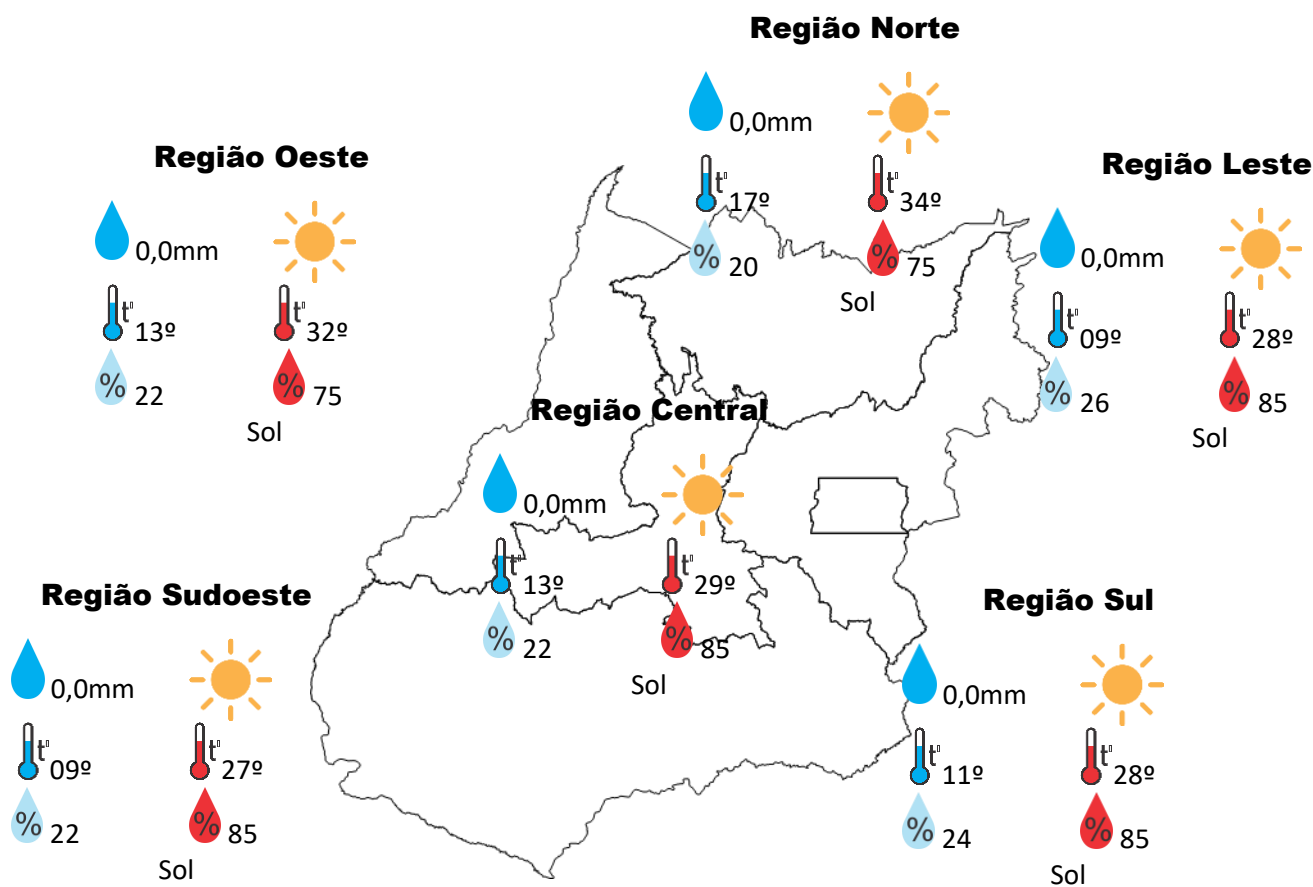 Região Norte
0,0mm
t°
17º
t°
34º
%
20
%
75
Sol
Região Oeste
0,0mm
t°
13º
t°
32º
%
22
%
75
Sol
Região Leste
0,0mm
t°
09º
t°
28º
%
26
%
85
Sol
Região Central
0,0mm
t°
13º
t°
29º
%
22
%
85
Sol
Região Sudoeste
0,0mm
t°
09º
t°
27º
%
22
%
85
Sol
Região Sul
0,0mm
t°
11º
t°
28º
%
24
%
85
Sol